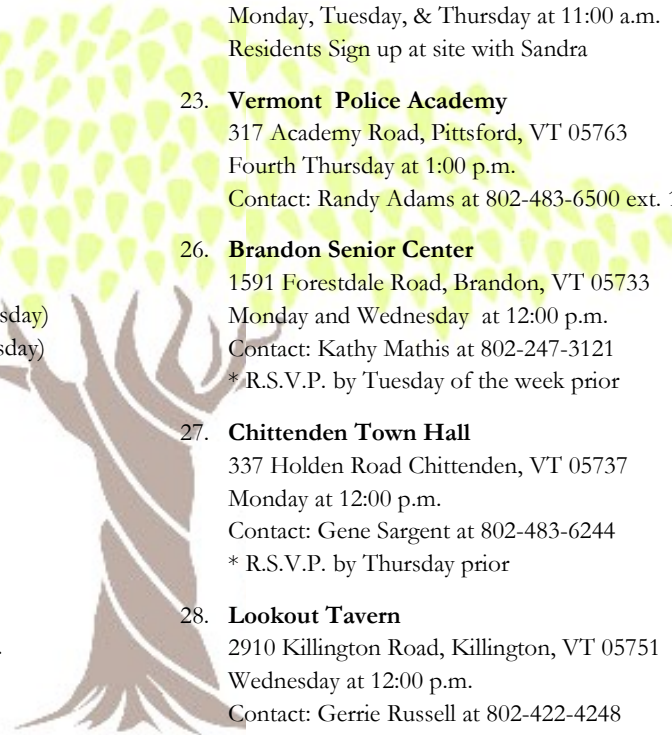 Monday, Tuesday, & Thursday at 11:00 a.m.
Residents Sign up at site with Sandra
23. Vermont Police Academy
317 Academy Road, Pittsford, VT 05763
Fourth Thursday at 1:00 p.m.
Contact: Randy Adams at 802-483-6500 ext.
26. Brandon Senior Center
1591 Forestdale Road, Brandon, VT 05733
Monday and Wednesday at 12:00 p.m.
Contact: Kathy Mathis at 802-247-3121
* R.S.V.P. by Tuesday of the week prior
27. Chittenden Town Hall
337 Holden Road Chittenden, VT 05737
Monday at 12:00 p.m.
Contact: Gene Sargent at 802-483-6244
* R.S.V.P. by Thursday prior
28. Lookout Tavern
2910 Killington Road, Killington, VT 05751
Wednesday at 12:00 p.m.
Contact: Gerrie Russell at 802-422-4248